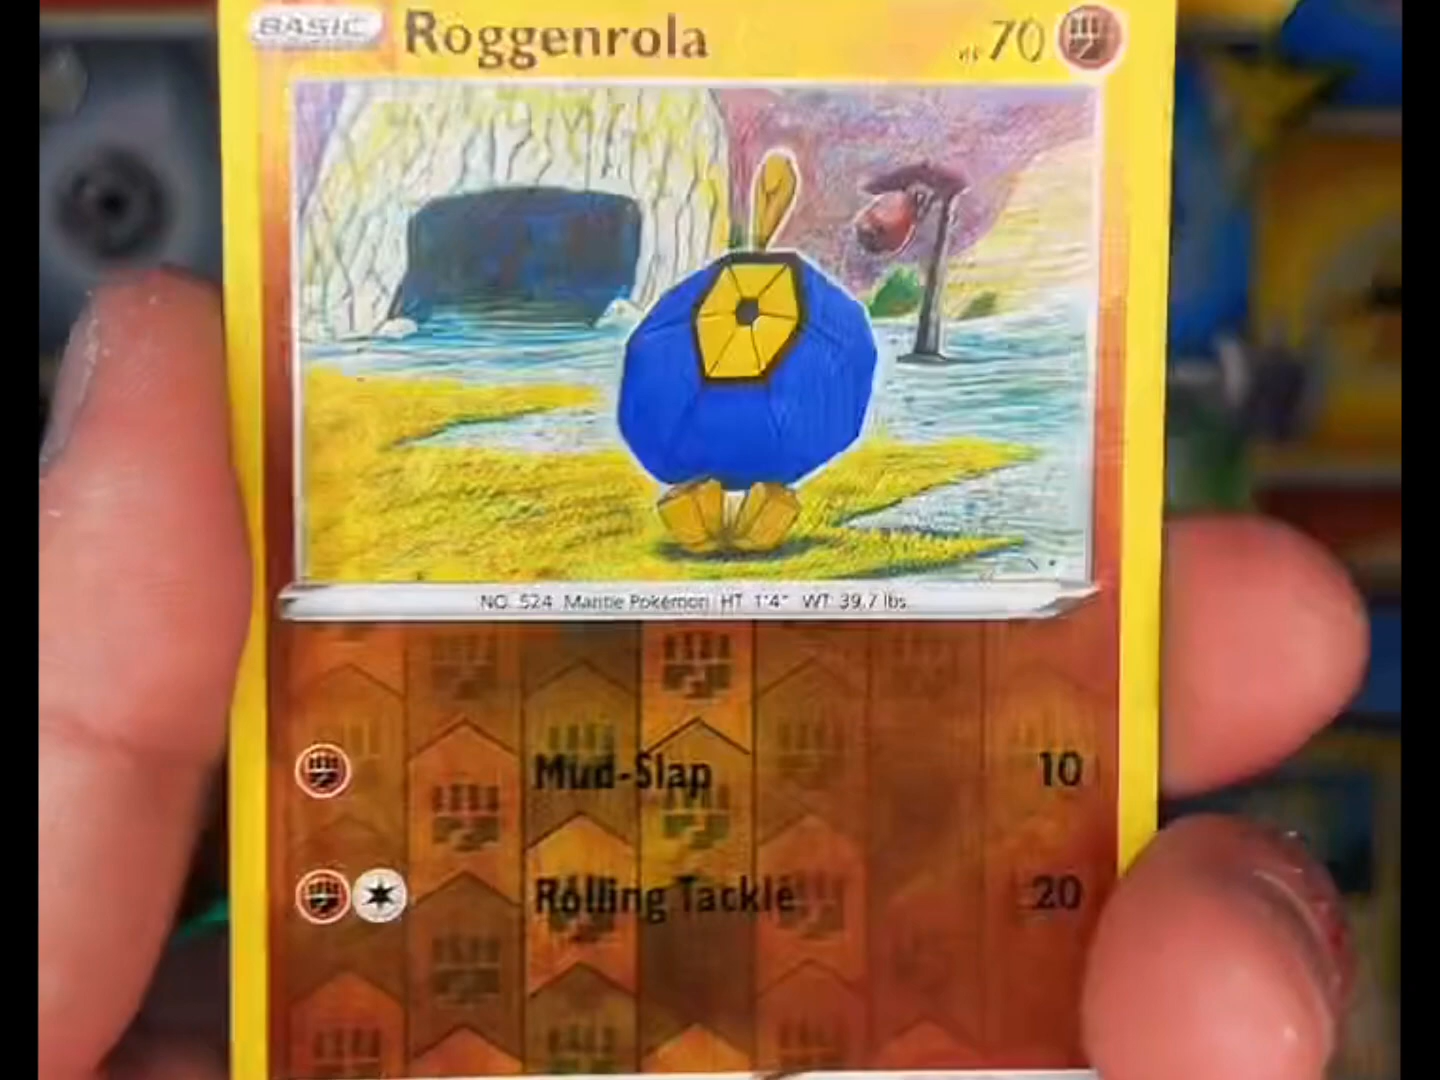 BASIC Roggenrola HP 70
NO. 524 Mantle Pokémon HT 1'4" WT 39.7 lbs.
Mud-Slap 10
Rolling Tackle 20